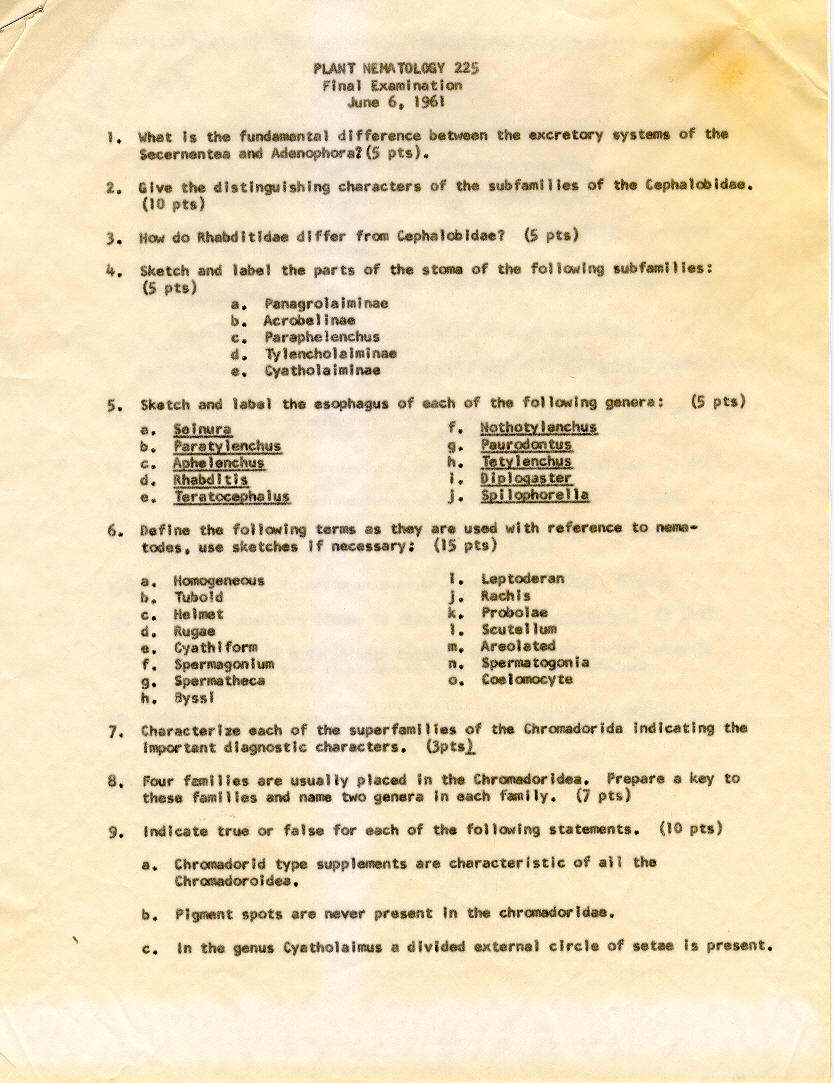 PLANT NEMATOLOGY 225
Final Examination
June 6, 1961
1. What is the fundamental difference between the excretory systems of the
Secernentea and Adenophora? (5 pts).
2. Give the distinguishing characters of the subfamilies of the Cephalobidae.
(10 pts)
3. How do Rhabditidae differ from Cephalobidae? (5 pts)
4. Sketch and label the parts of the stoma of the following subfamilies:
(5 pts)
a. Panagrolaiminae
b. Acrobelinae
c. Paraphelenchus
d. Tylencholaiminae
e. Cyatholaiminae
5. Sketch and label the esophagus of each of the following genera: (5 pts)
a. Seinura f. Nothotylenchus
b. Paratylenchus g. Paurodontus
c. Aphelenchus h. Tetylenchus
d. Rhabditis i. Diplogaster
e. Teratocephalus j. Spilophorella
6. Define the following terms as they are used with reference to nema-
todes, use sketches if necessary: (15 pts)
a. Homogeneous i. Leptoderan
b. Tuboid j. Rachis
c. Helmet k. Probolae
d. Rugae l. Scutellum
e. Cyathiform m. Areolated
f. Spermagonium n. Spermatogonia
g. Spermatheca o. Coelomocyte
h. Byssi
7. Characterize each of the superfamilies of the Chromadorida indicating the
important diagnostic characters. (3pts)
8. Four families are usually placed in the Chromadoridea. Prepare a key to
these families and name two genera in each family. (7 pts)
9. Indicate true or false for each of the following statements. (10 pts)
a. Chromadorid type supplements are characteristic of all the
Chromadoroidea.
b. Pigment spots are never present in the chromadoridae.
c. In the genus Cyatholaimus a divided external circle of setae is present.